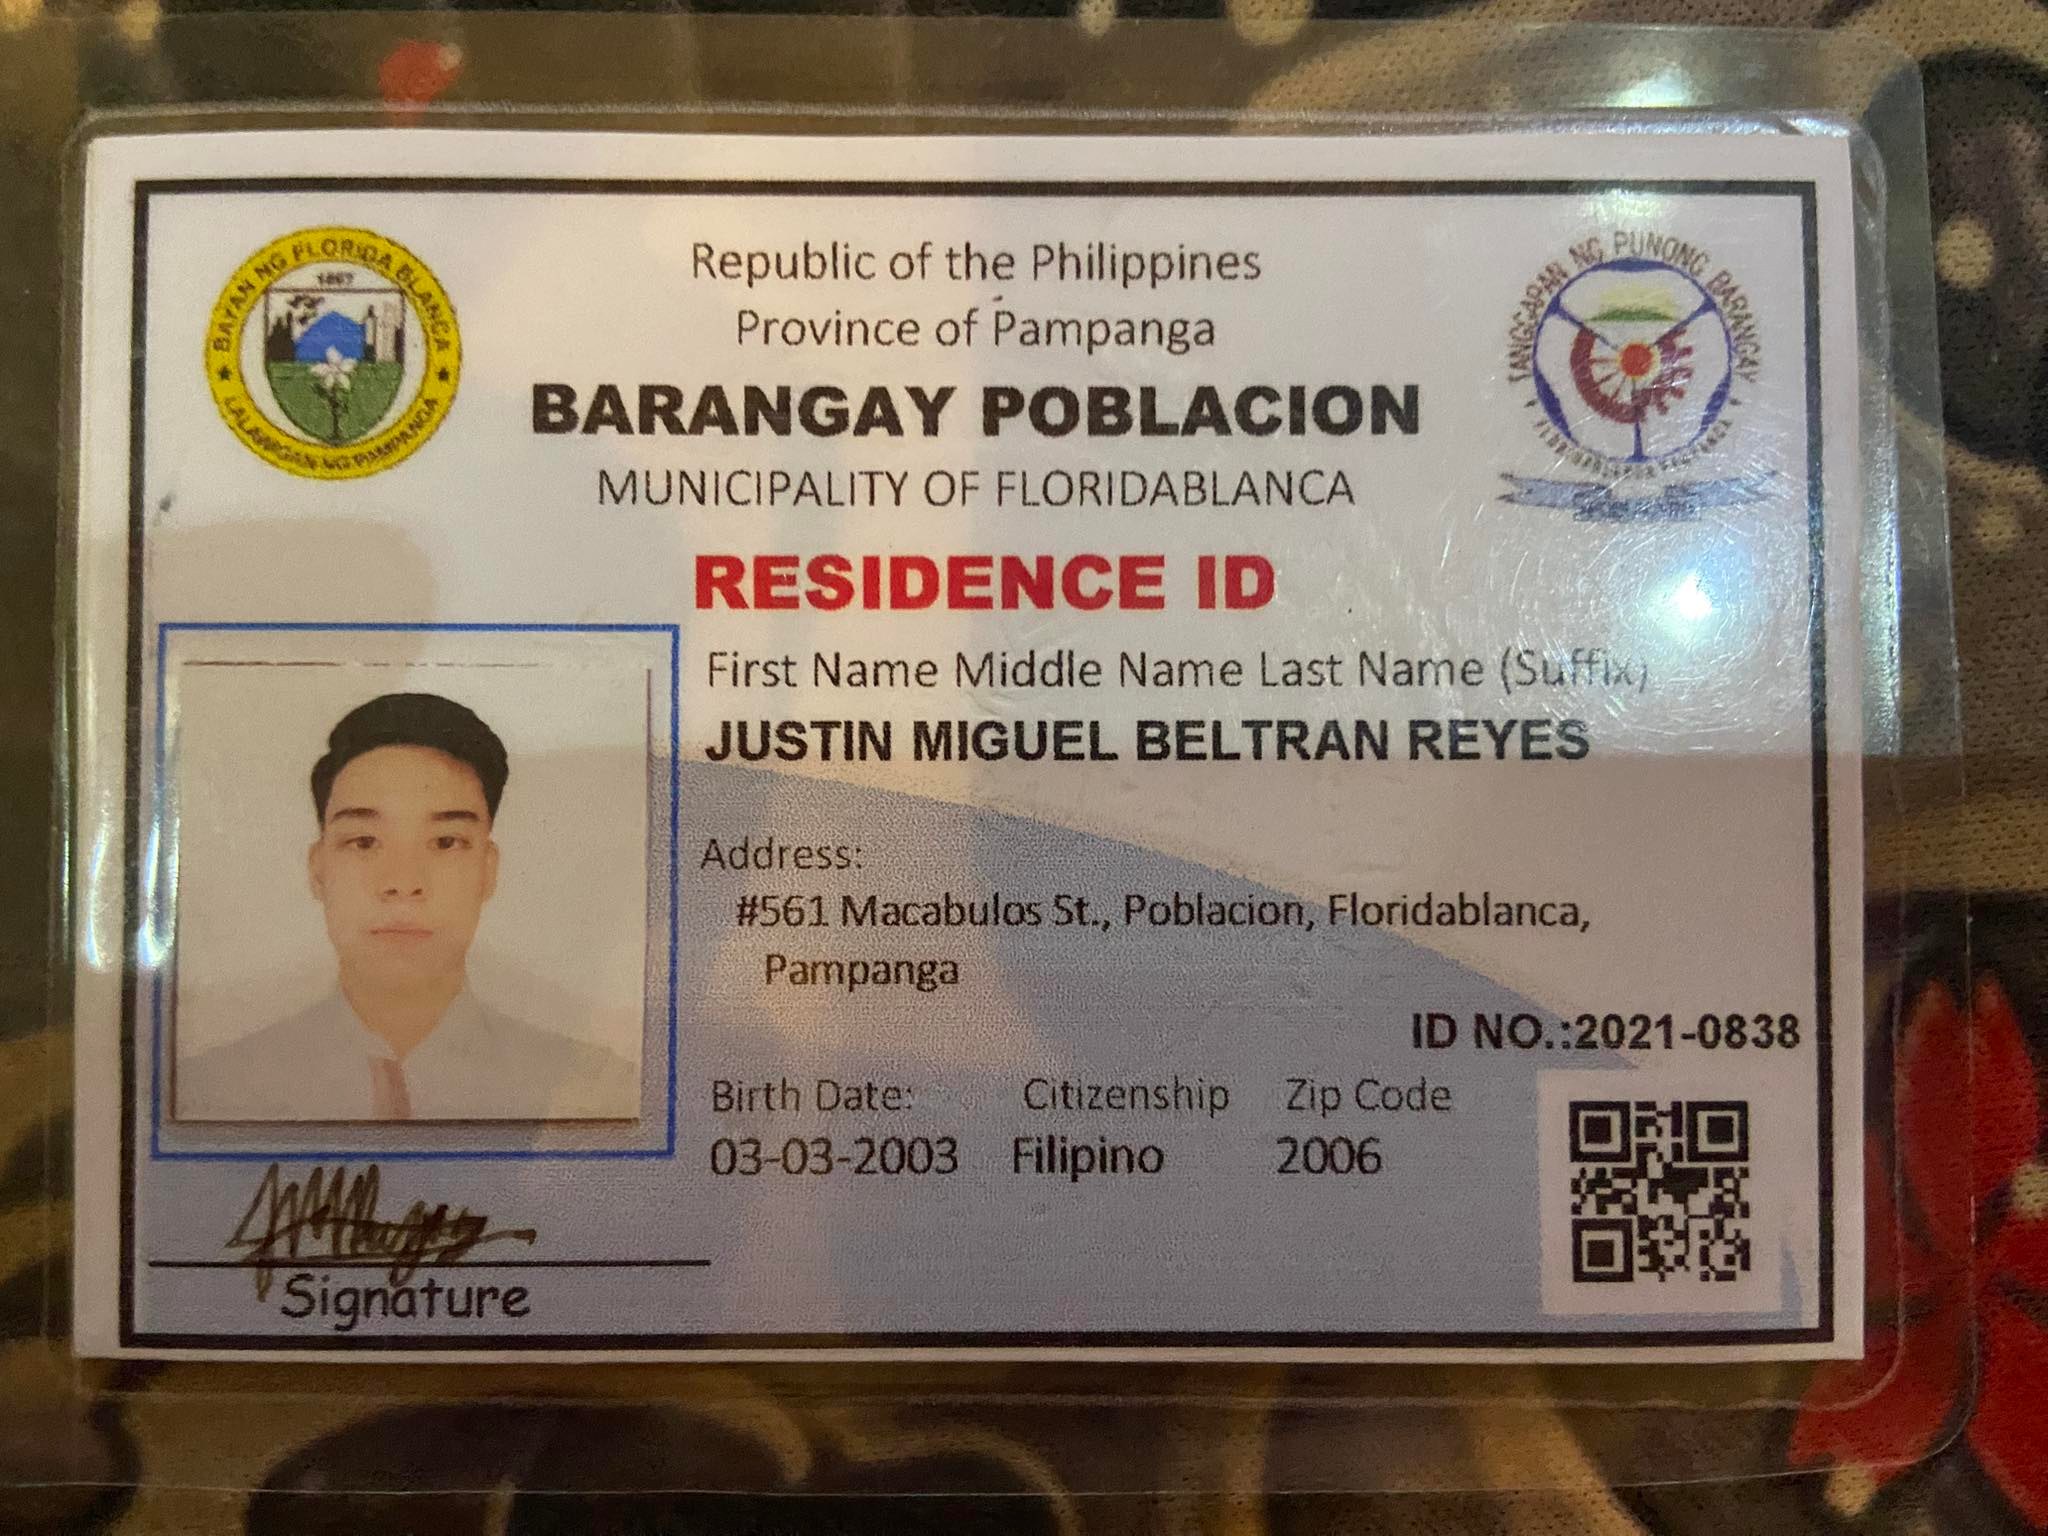 BAYAN NG FLORIDA BLANCA
1867
LALAWIGAN NG PAMPANGA
Republic of the Philippines
Province of Pampanga
BARANGAY POBLACION
MUNICIPALITY OF FLORIDABLANCA
TANGGAPAN NG PUNONG BARANGAY
RESIDENCE ID
First Name Middle Name Last Name (Suffix)
JUSTIN MIGUEL BELTRAN REYES
Address:
#561 Macabulos St., Poblacion, Floridablanca,
Pampanga
ID NO.:2021-0838
Birth Date: Citizenship Zip Code
03-03-2003 Filipino 2006
Signature